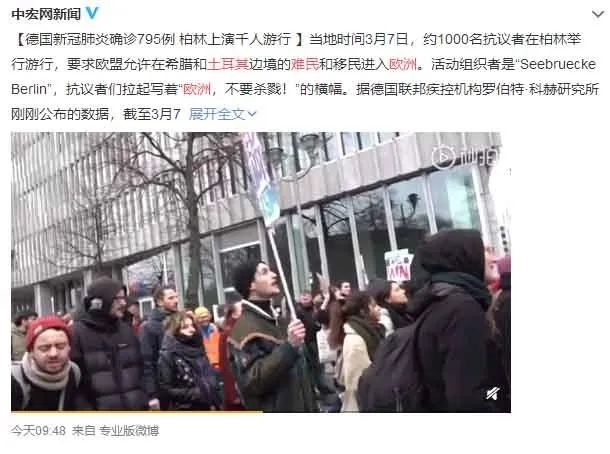 中宏网新闻
【德国新冠肺炎确诊795例 柏林上演千人游行 】当地时间3月7日，约1000名抗议者在柏林举
行游行，要求欧盟允许在希腊和土耳其边境的难民和移民进入欧洲。活动组织者是“Seebruecke
Berlin”，抗议者们拉起写着“欧洲，不要杀戮！”的横幅。据德国联邦疾控机构罗伯特·科赫研究所
刚刚公布的数据，截至3月7 展开全文
秒拍
今天09:48 来自 专业版微博